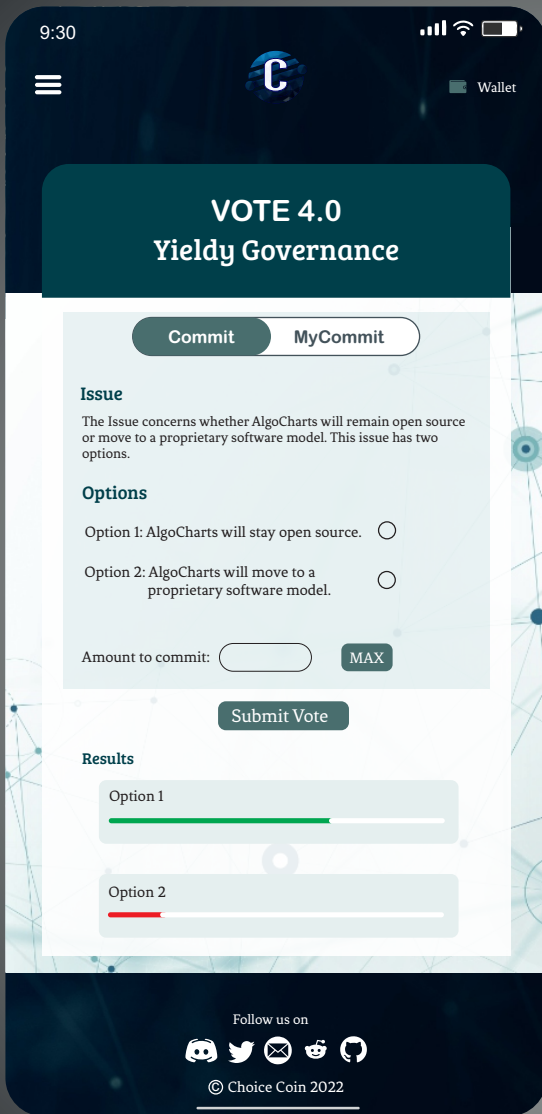 9:30
C
Wallet
VOTE 4.0
Yieldy Governance
Commit
MyCommit
Issue
The Issue concerns whether AlgoCharts will remain open source
or move to a proprietary software model. This issue has two
options.
Options
Option 1: AlgoCharts will stay open source.
Option 2: AlgoCharts will move to a
proprietary software model.
Amount to commit:
MAX
Submit Vote
Results
Option 1
Option 2
Follow us on
© Choice Coin 2022